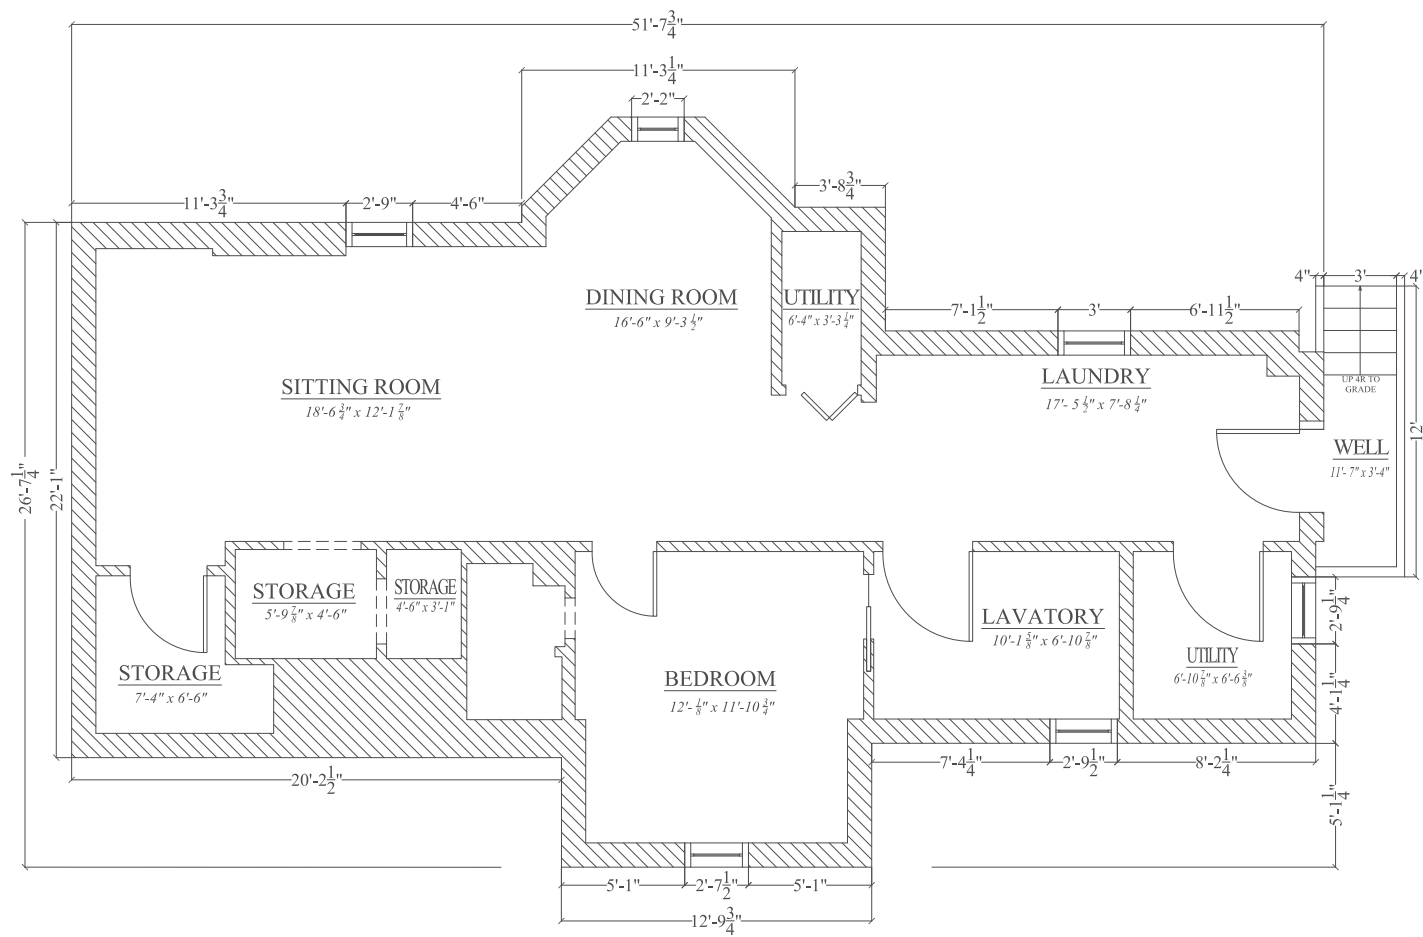 51'-7 3/4"
11'-3 1/4"
2'-2"
3'-8 3/4"
11'-3 3/4"
2'-9"
4'-6"
4"
3'
4'
DINING ROOM
16'-6" x 9'-3 1/2"
UTILITY
6'-4" x 3'-3 1/4"
7'-1 1/2"
3'
6'-11 1/2"
UP 4R TO
GRADE
SITTING ROOM
18'-6 3/4" x 12'-1 7/8"
LAUNDRY
17'- 5 1/2" x 7'-8 1/4"
12'
WELL
11'- 7" x 3'-4"
26'-7 1/4"
22'-1"
STORAGE
5'-9 7/8" x 4'-6"
STORAGE
4'-6" x 3'-1"
LAVATORY
10'-1 5/8" x 6'-10 7/8"
2'-9 1/4"
STORAGE
7'-4" x 6'-6"
BEDROOM
12'- 1/8" x 11'-10 3/4"
UTILITY
6'-10 7/8" x 6'-6 3/8"
4'-1 1/4"
20'-2 1/2"
7'-4 1/4"
2'-9 1/2"
8'-2 1/4"
5'-1 1/4"
5'-1"
2'-7 1/2"
5'-1"
12'-9 3/4"